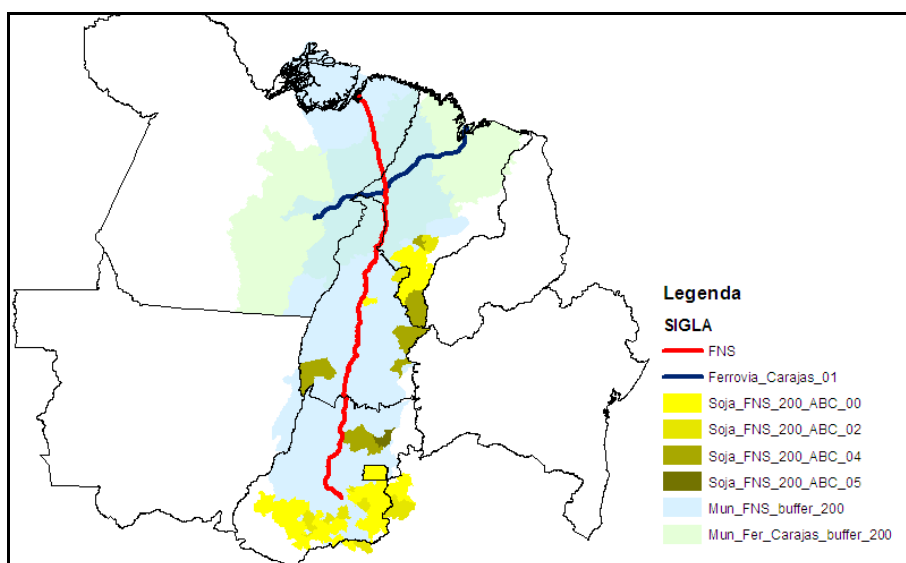 Legenda
SIGLA
FNS
Ferrovia_Carajas_01
Soja_FNS_200_ABC_00
Soja_FNS_200_ABC_02
Soja_FNS_200_ABC_04
Soja_FNS_200_ABC_05
Mun_FNS_buffer_200
Mun_Fer_Carajas_buffer_200